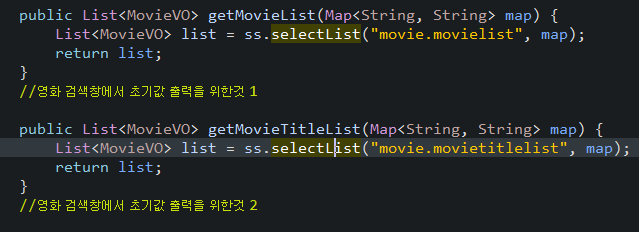 public List<MovieVO> getMovieList(Map<String, String> map) {
List<MovieVO> list = ss.selectList("movie.movielist", map);
return list;
}
//영화 검색창에서 초기값 출력을 위한것 1
public List<MovieVO> getMovieTitleList(Map<String, String> map) {
List<MovieVO> list = ss.selectList("movie.movietitlelist", map);
return list;
}
//영화 검색창에서 초기값 출력을 위한것 2